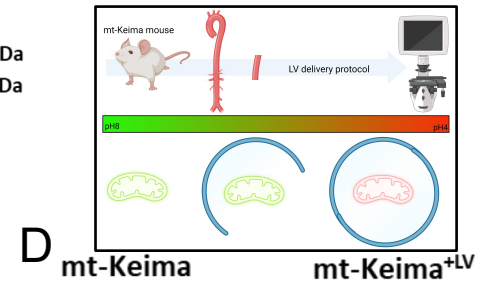 Da
Da
mt-Keima mouse
LV delivery protocol
pH8
pH4
D
mt-Keima
mt-Keima+LV